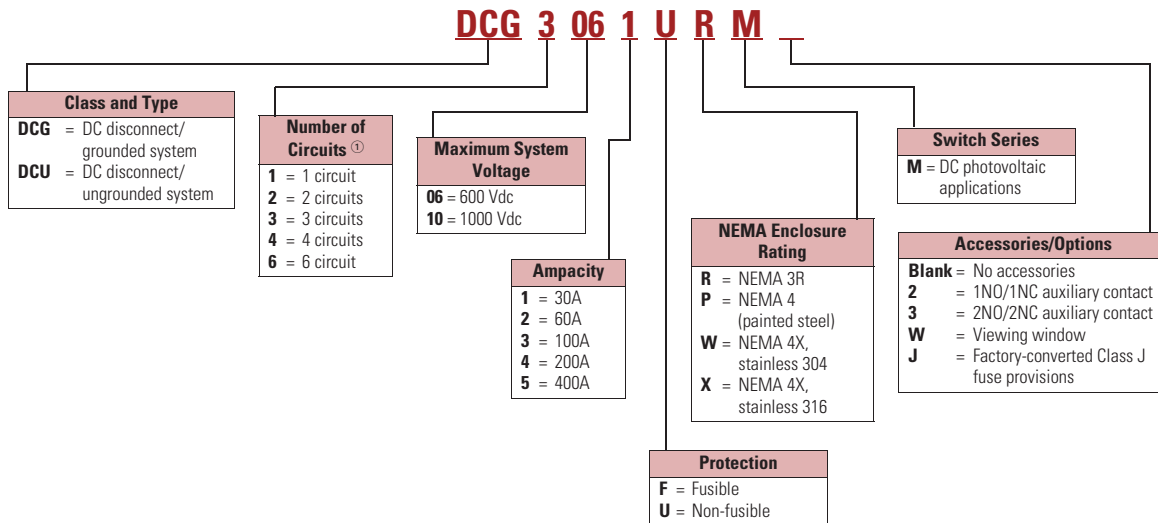 DCG 3 06 1 U R M
Class and Type
DCG = DC disconnect/
grounded system
DCU = DC disconnect/
ungrounded system
Number of
Circuits ①
1 = 1 circuit
2 = 2 circuits
3 = 3 circuits
4 = 4 circuits
6 = 6 circuit
Maximum System
Voltage
06 = 600 Vdc
10 = 1000 Vdc
Ampacity
1 = 30A
2 = 60A
3 = 100A
4 = 200A
5 = 400A
Protection
F = Fusible
U = Non-fusible
NEMA Enclosure
Rating
R = NEMA 3R
P = NEMA 4
(painted steel)
W = NEMA 4X,
stainless 304
X = NEMA 4X,
stainless 316
Switch Series
M = DC photovoltaic
applications
Accessories/Options
Blank = No accessories
2 = 1NO/1NC auxiliary contact
3 = 2NO/2NC auxiliary contact
W = Viewing window
J = Factory-converted Class J
fuse provisions